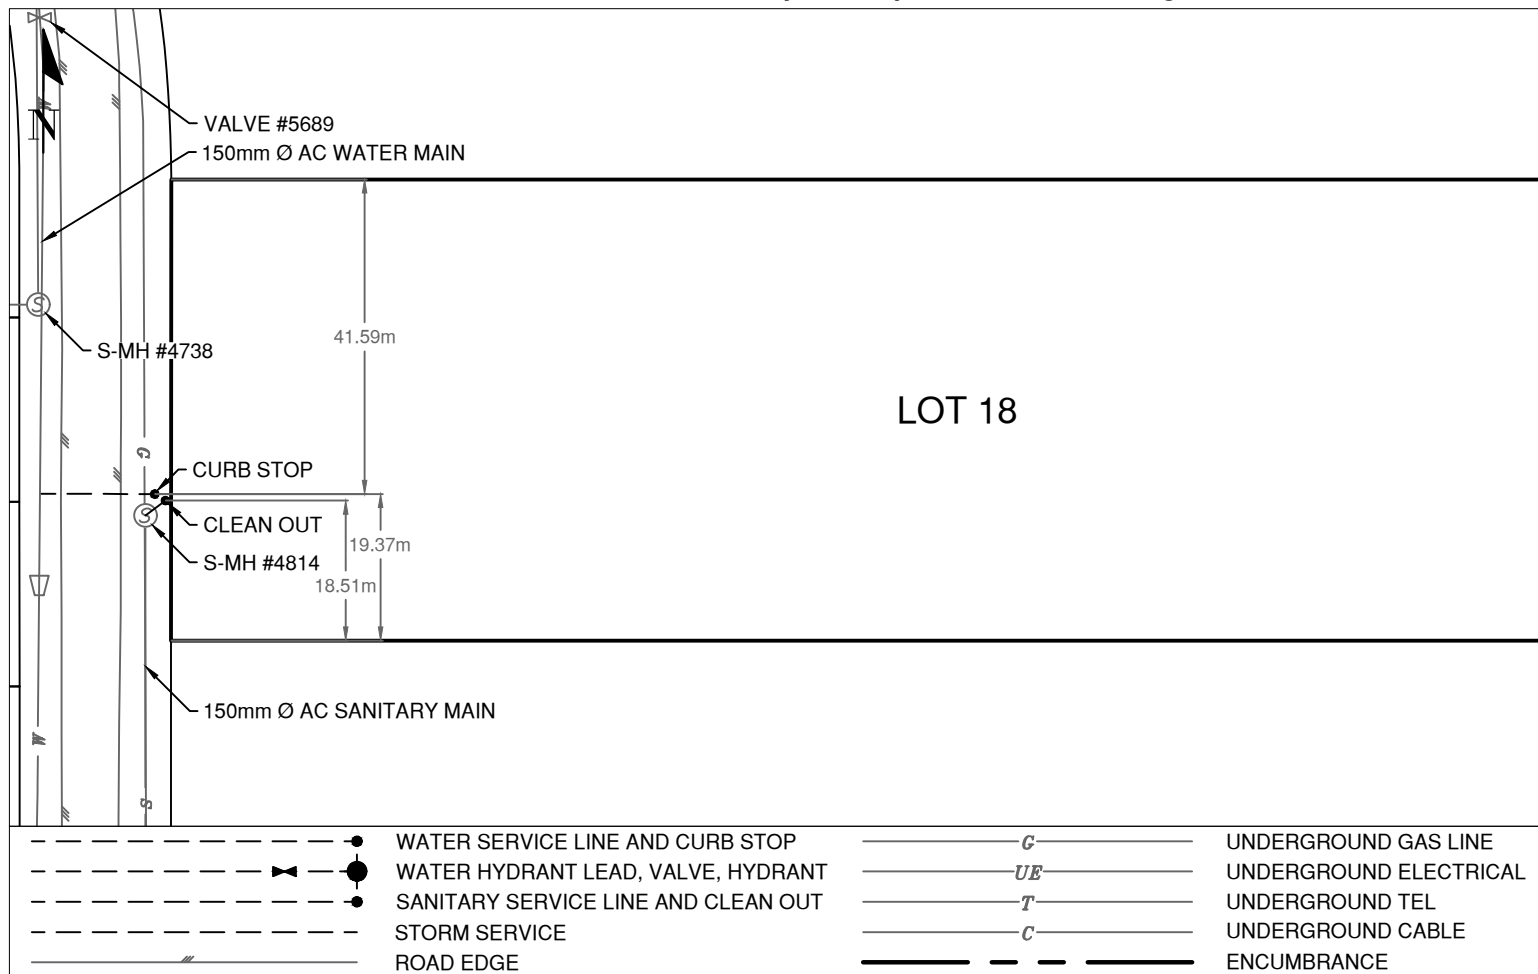 N
W
VALVE #5689
150mm Ø AC WATER MAIN
S
S-MH #4738
41.59m
LOT 18
G
CURB STOP
CLEAN OUT
S
19.37m
S-MH #4814
18.51m
150mm Ø AC SANITARY MAIN
W
S
WATER SERVICE LINE AND CURB STOP
WATER HYDRANT LEAD, VALVE, HYDRANT
SANITARY SERVICE LINE AND CLEAN OUT
STORM SERVICE
ROAD EDGE
G UNDERGROUND GAS LINE
UE UNDERGROUND ELECTRICAL
T UNDERGROUND TEL
C UNDERGROUND CABLE
ENCUMBRANCE